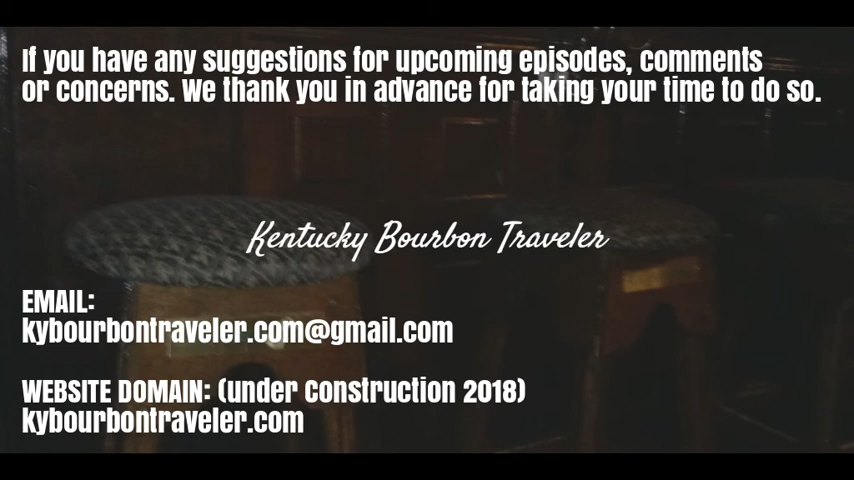 If you have any suggestions for upcoming episodes, comments
or concerns. We thank you in advance for taking your time to do so.
Kentucky Bourbon Traveler
EMAIL:
kybourbontraveler.com@gmail.com
WEBSITE DOMAIN: (under construction 2018)
kybourbontraveler.com